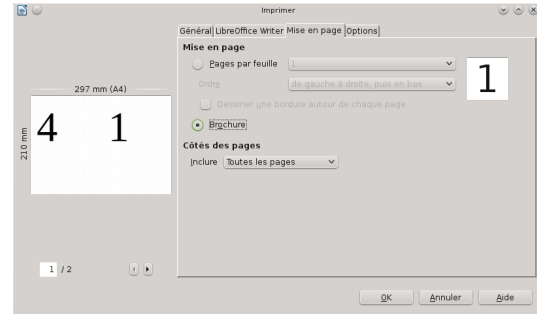 Imprimer
Général LibreOffice Writer Mise en page Options
Mise en page
Pages par feuille 1
Ordre de gauche à droite, puis en bas
Dessiner une bordure autour de chaque page
1
Brochure
Côtés des pages
Inclure Toutes les pages
297 mm (A4)
210 mm
4 1
1 / 2
OK Annuler Aide